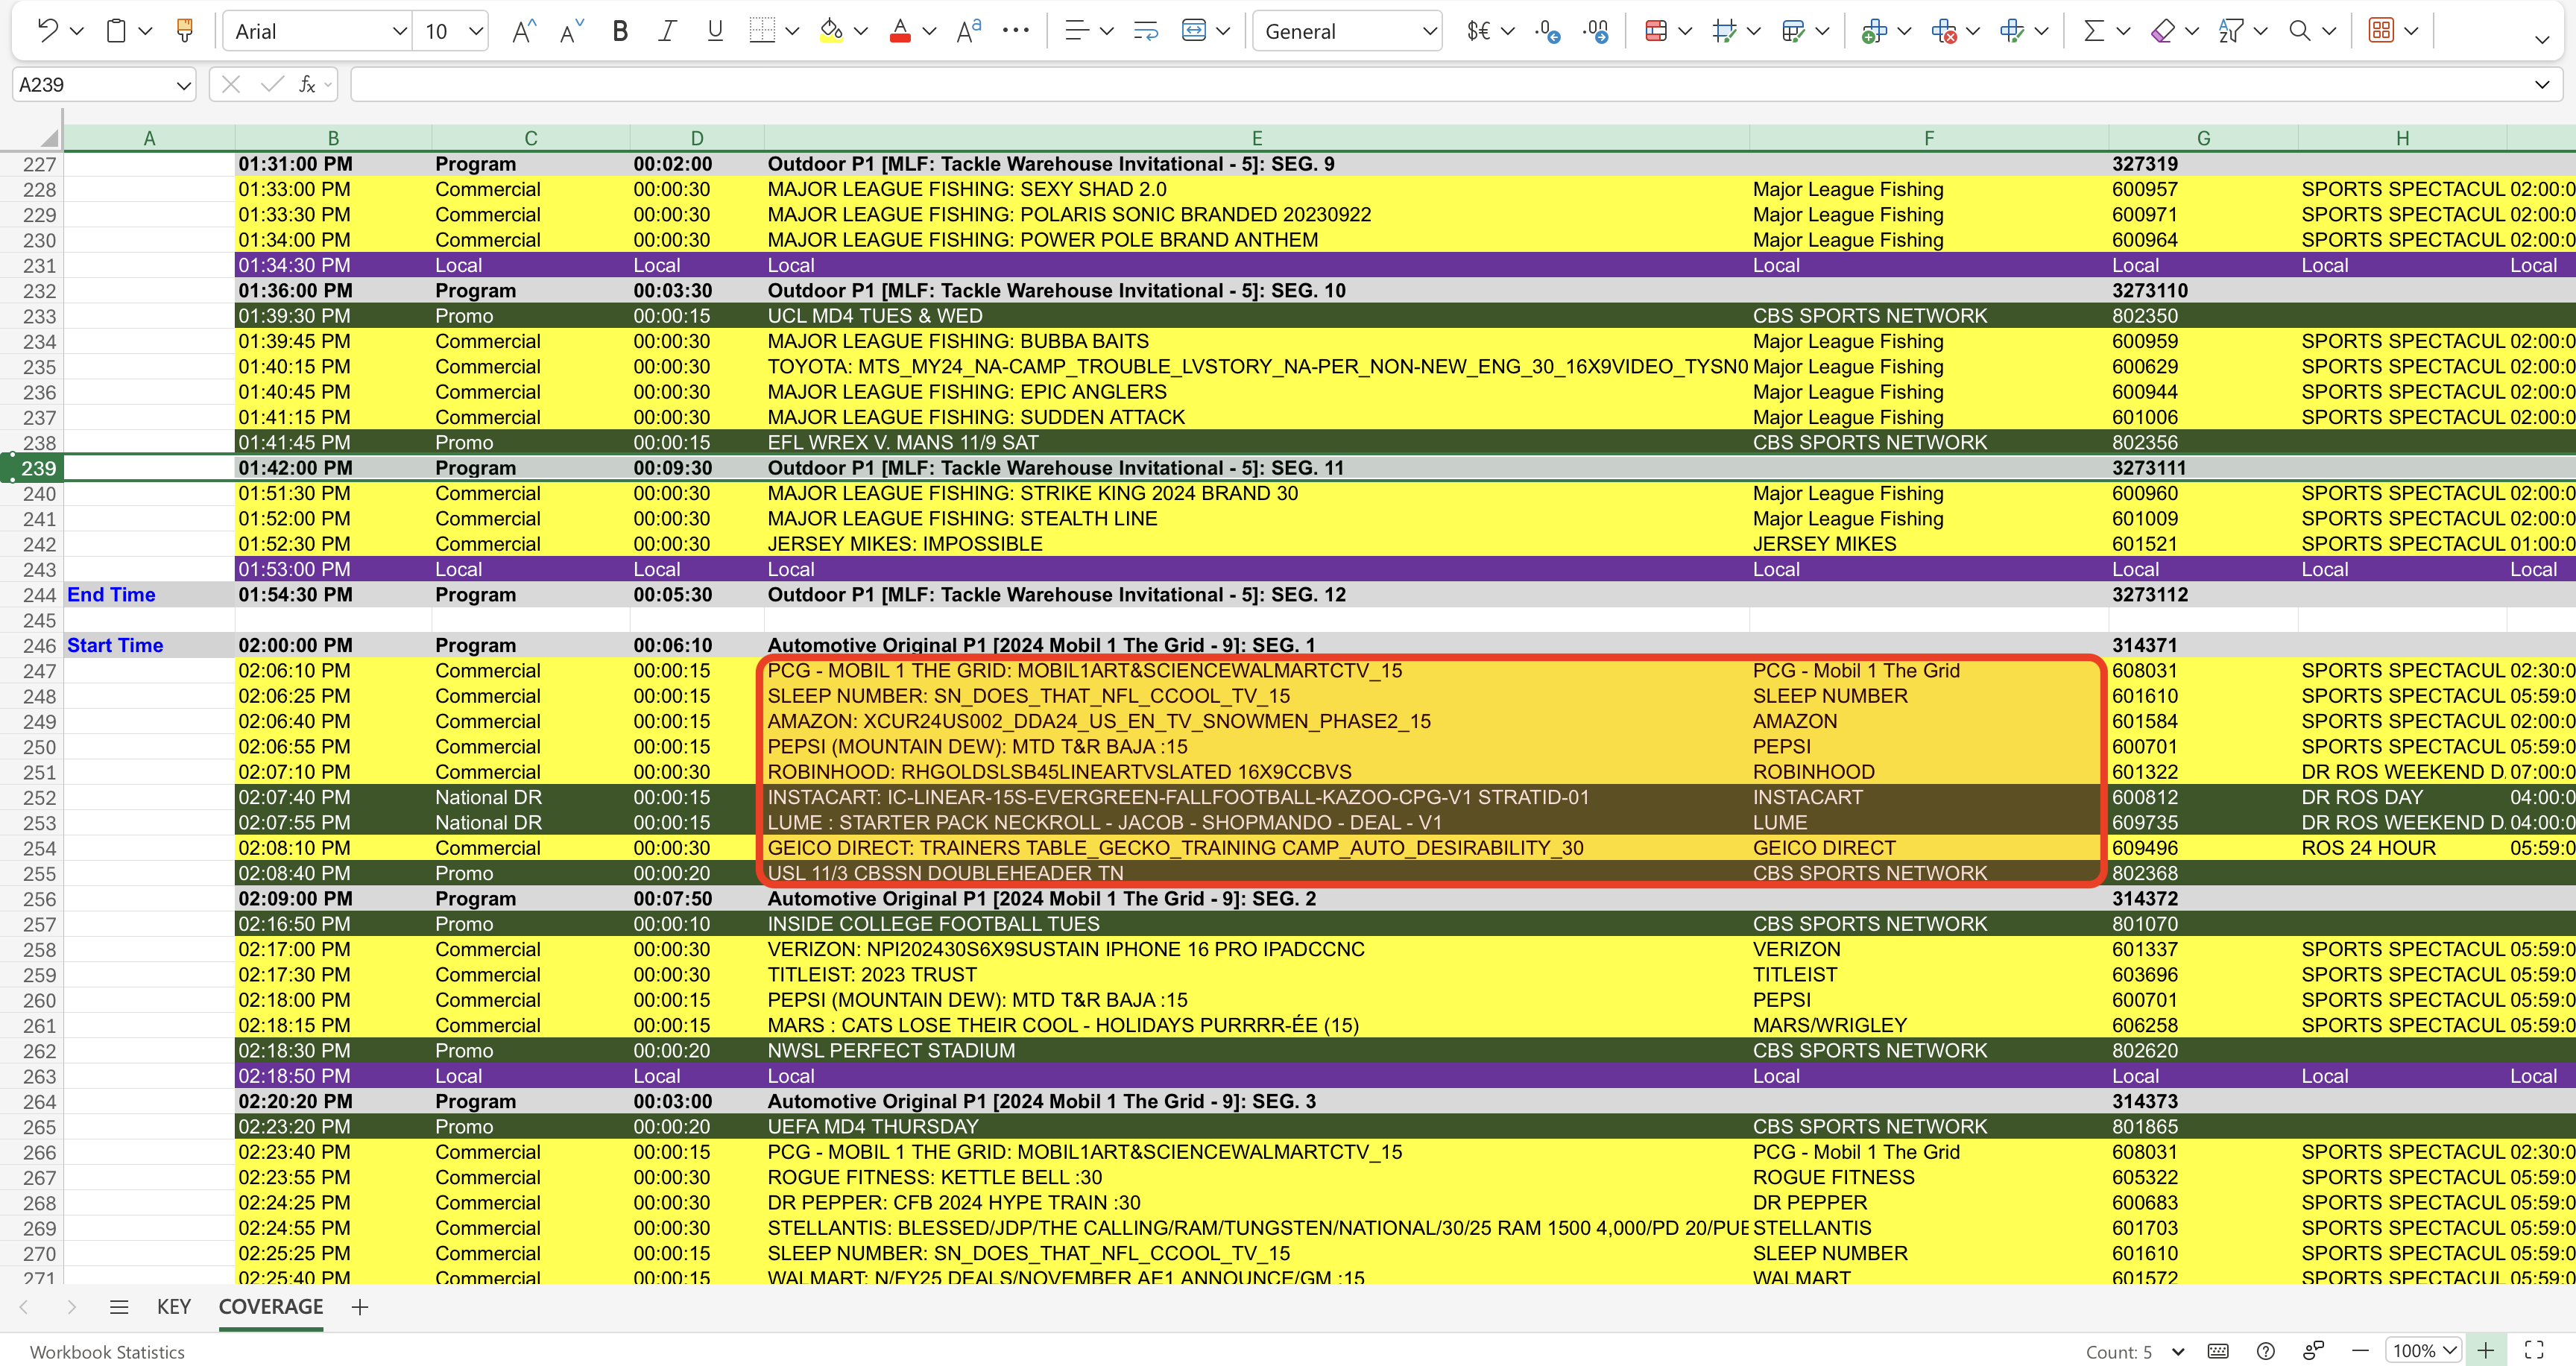 Arial 10 General
A239
A B C D E F G H
227 01:31:00 PM Program 00:02:00 Outdoor P1 [MLF: Tackle Warehouse Invitational - 5]: SEG. 9 327319
228 01:33:00 PM Commercial 00:00:30 MAJOR LEAGUE FISHING: SEXY SHAD 2.0 Major League Fishing 600957 SPORTS SPECTACUL 02:00:0
229 01:33:30 PM Commercial 00:00:30 MAJOR LEAGUE FISHING: POLARIS SONIC BRANDED 20230922 Major League Fishing 600971 SPORTS SPECTACUL 02:00:0
230 01:34:00 PM Commercial 00:00:30 MAJOR LEAGUE FISHING: POWER POLE BRAND ANTHEM Major League Fishing 600964 SPORTS SPECTACUL 02:00:0
231 01:34:30 PM Local Local Local Local Local Local Local
232 01:36:00 PM Program 00:03:30 Outdoor P1 [MLF: Tackle Warehouse Invitational - 5]: SEG. 10 3273110
233 01:39:30 PM Promo 00:00:15 UCL MD4 TUES & WED CBS SPORTS NETWORK 802350
234 01:39:45 PM Commercial 00:00:30 MAJOR LEAGUE FISHING: BUBBA BAITS Major League Fishing 600959 SPORTS SPECTACUL 02:00:0
235 01:40:15 PM Commercial 00:00:30 TOYOTA: MTS_MY24_NA-CAMP_TROUBLE_LVSTORY_NA-PER_NON-NEW_ENG_30_16X9VIDEO_TYSN0 Major League Fishing 600629 SPORTS SPECTACUL 02:00:0
236 01:40:45 PM Commercial 00:00:30 MAJOR LEAGUE FISHING: EPIC ANGLERS Major League Fishing 600944 SPORTS SPECTACUL 02:00:0
237 01:41:15 PM Commercial 00:00:30 MAJOR LEAGUE FISHING: SUDDEN ATTACK Major League Fishing 601006 SPORTS SPECTACUL 02:00:0
238 01:41:45 PM Promo 00:00:15 EFL WREX V. MANS 11/9 SAT CBS SPORTS NETWORK 802356
239 01:42:00 PM Program 00:09:30 Outdoor P1 [MLF: Tackle Warehouse Invitational - 5]: SEG. 11 3273111
240 01:51:30 PM Commercial 00:00:30 MAJOR LEAGUE FISHING: STRIKE KING 2024 BRAND 30 Major League Fishing 600960 SPORTS SPECTACUL 02:00:0
241 01:52:00 PM Commercial 00:00:30 MAJOR LEAGUE FISHING: STEALTH LINE Major League Fishing 601009 SPORTS SPECTACUL 02:00:0
242 01:52:30 PM Commercial 00:00:30 JERSEY MIKES: IMPOSSIBLE JERSEY MIKES 601521 SPORTS SPECTACUL 01:00:0
243 01:53:00 PM Local Local Local Local Local Local Local
244 End Time 01:54:30 PM Program 00:05:30 Outdoor P1 [MLF: Tackle Warehouse Invitational - 5]: SEG. 12 3273112
245
246 Start Time 02:00:00 PM Program 00:06:10 Automotive Original P1 [2024 Mobil 1 The Grid - 9]: SEG. 1 314371
247 02:06:10 PM Commercial 00:00:15 PCG - MOBIL 1 THE GRID: MOBIL1ART&SCIENCEWALMARTCTV_15 PCG - Mobil 1 The Grid 608031 SPORTS SPECTACUL 02:30:0
248 02:06:25 PM Commercial 00:00:15 SLEEP NUMBER: SN_DOES_THAT_NFL_CCOOL_TV_15 SLEEP NUMBER 601610 SPORTS SPECTACUL 05:59:0
249 02:06:40 PM Commercial 00:00:15 AMAZON: XCUR24US002_DDA24_US_EN_TV_SNOWMEN_PHASE2_15 AMAZON 601584 SPORTS SPECTACUL 02:00:0
250 02:06:55 PM Commercial 00:00:15 PEPSI (MOUNTAIN DEW): MTD T&R BAJA :15 PEPSI 600701 SPORTS SPECTACUL 05:59:0
251 02:07:10 PM Commercial 00:00:30 ROBINHOOD: RHGOLDSLSB45LINEARTVSLATED 16X9CCBVS ROBINHOOD 601322 DR ROS WEEKEND D. 07:00:0
252 02:07:40 PM National DR 00:00:15 INSTACART: IC-LINEAR-15S-EVERGREEN-FALLFOOTBALL-KAZOO-CPG-V1 STRATID-01 INSTACART 600812 DR ROS DAY 04:00:0
253 02:07:55 PM National DR 00:00:15 LUME : STARTER PACK NECKROLL - JACOB - SHOPMANDO - DEAL - V1 LUME 609735 DR ROS WEEKEND D. 04:00:0
254 02:08:10 PM Commercial 00:00:30 GEICO DIRECT: TRAINERS TABLE_GECKO_TRAINING CAMP_AUTO_DESIRABILITY_30 GEICO DIRECT 609496 ROS 24 HOUR 05:59:0
255 02:08:40 PM Promo 00:00:20 USL 11/3 CBSSN DOUBLEHEADER TN CBS SPORTS NETWORK 802368
256 02:09:00 PM Program 00:07:50 Automotive Original P1 [2024 Mobil 1 The Grid - 9]: SEG. 2 314372
257 02:16:50 PM Promo 00:00:10 INSIDE COLLEGE FOOTBALL TUES CBS SPORTS NETWORK 801070
258 02:17:00 PM Commercial 00:00:30 VERIZON: NPI202430S6X9SUSTAIN IPHONE 16 PRO IPADCCNC VERIZON 601337 SPORTS SPECTACUL 05:59:0
259 02:17:30 PM Commercial 00:00:30 TITLEIST: 2023 TRUST TITLEIST 603696 SPORTS SPECTACUL 05:59:0
260 02:18:00 PM Commercial 00:00:15 PEPSI (MOUNTAIN DEW): MTD T&R BAJA :15 PEPSI 600701 SPORTS SPECTACUL 05:59:0
261 02:18:15 PM Commercial 00:00:15 MARS : CATS LOSE THEIR COOL - HOLIDAYS PURRRR-ÉE (15) MARS/WRIGLEY 606258 SPORTS SPECTACUL 05:59:0
262 02:18:30 PM Promo 00:00:20 NWSL PERFECT STADIUM CBS SPORTS NETWORK 802620
263 02:18:50 PM Local Local Local Local Local Local Local
264 02:20:20 PM Program 00:03:00 Automotive Original P1 [2024 Mobil 1 The Grid - 9]: SEG. 3 314373
265 02:23:20 PM Promo 00:00:20 UEFA MD4 THURSDAY CBS SPORTS NETWORK 801865
266 02:23:40 PM Commercial 00:00:15 PCG - MOBIL 1 THE GRID: MOBIL1ART&SCIENCEWALMARTCTV_15 PCG - Mobil 1 The Grid 608031 SPORTS SPECTACUL 02:30:0
267 02:23:55 PM Commercial 00:00:30 ROGUE FITNESS: KETTLE BELL :30 ROGUE FITNESS 605322 SPORTS SPECTACUL 05:59:0
268 02:24:25 PM Commercial 00:00:30 DR PEPPER: CFB 2024 HYPE TRAIN :30 DR PEPPER 600683 SPORTS SPECTACUL 05:59:0
269 02:24:55 PM Commercial 00:00:30 STELLANTIS: BLESSED/JDP/THE CALLING/RAM/TUNGSTEN/NATIONAL/30/25 RAM 1500 4,000/PD 20/PUE STELLANTIS 601703 SPORTS SPECTACUL 05:59:0
270 02:25:25 PM Commercial 00:00:15 SLEEP NUMBER: SN_DOES_THAT_NFL_CCOOL_TV_15 SLEEP NUMBER 601610 SPORTS SPECTACUL 05:59:0
271 02:25:40 PM Commercial 00:00:15 WALMART: N/FY25 DEALS/NOVEMBER AE1 ANNOUNCE/GM :15 WALMART 601572 SPORTS SPECTACUL 05:59:0
KEY COVERAGE
Workbook Statistics Count: 5 100%